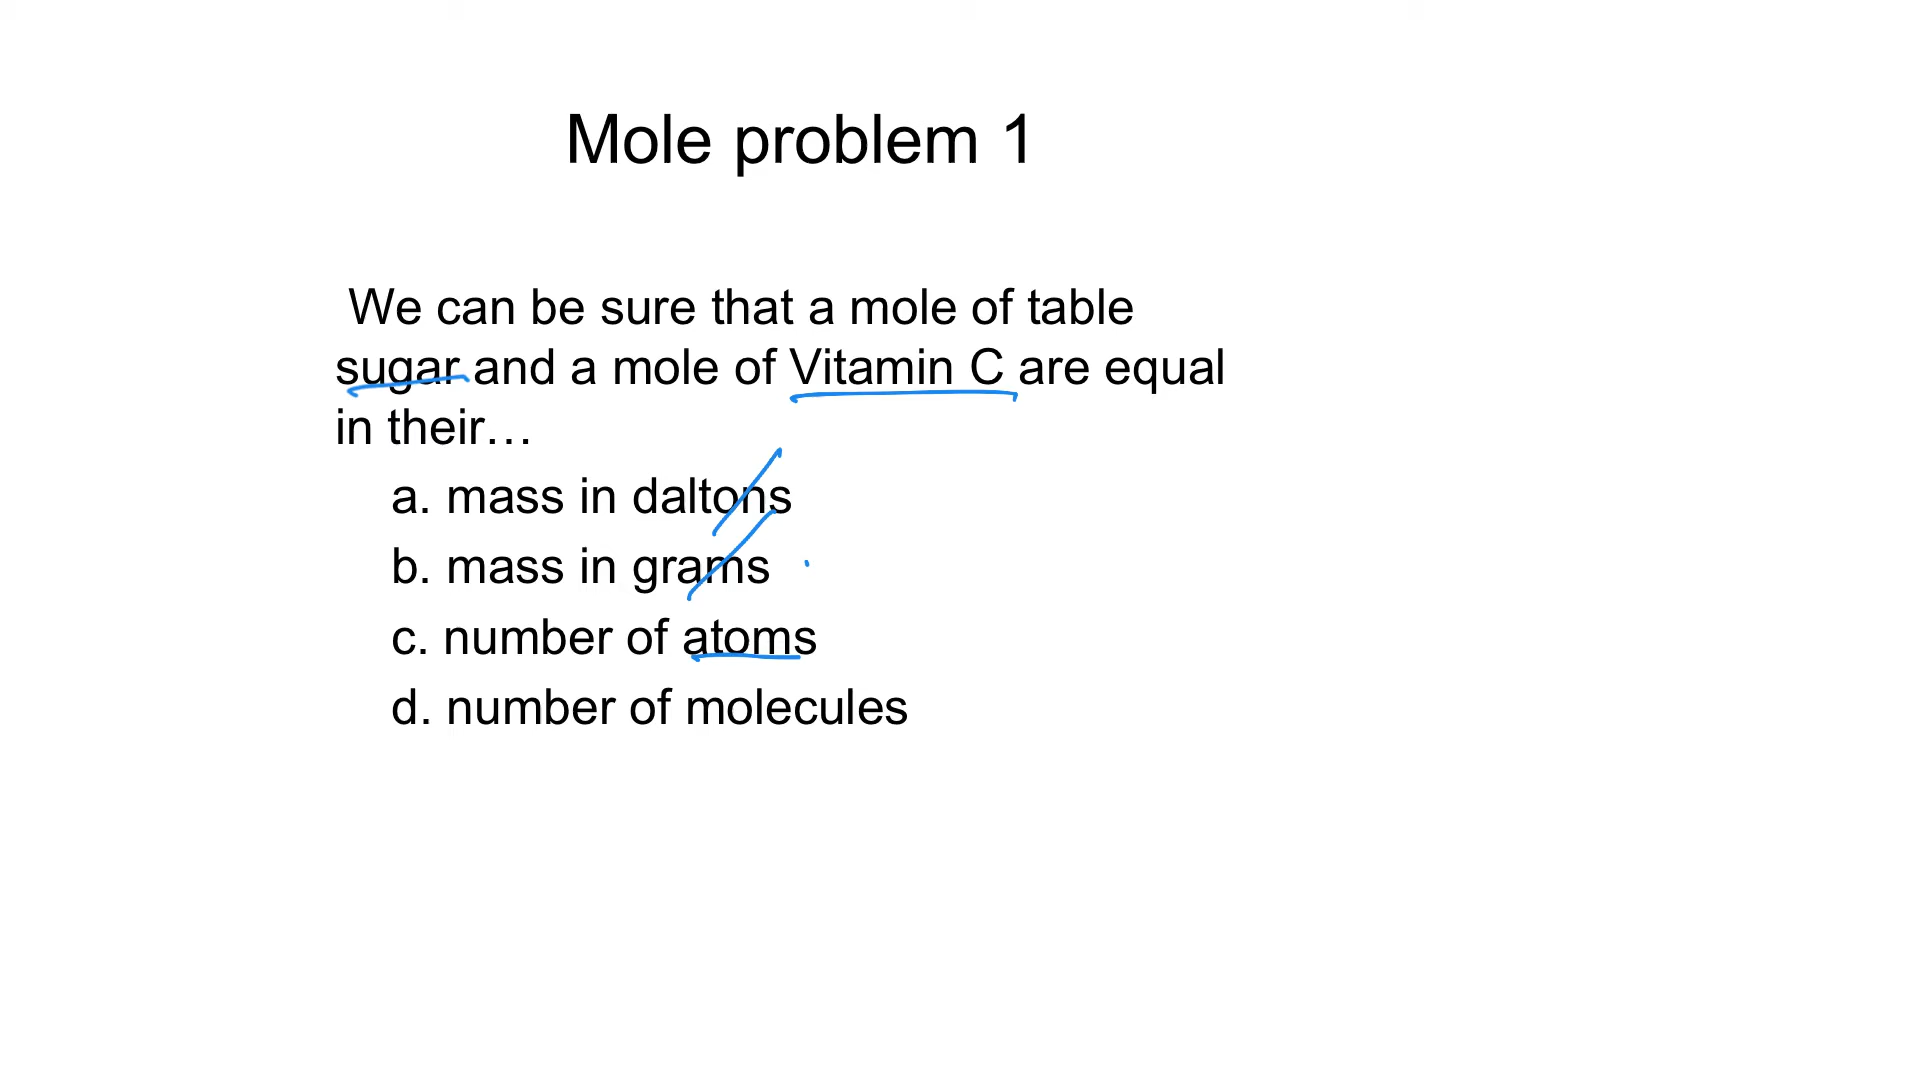 Mole problem 1
We can be sure that a mole of table
sugar and a mole of Vitamin C are equal
in their…
a. mass in daltons
b. mass in grams
c. number of atoms
d. number of molecules